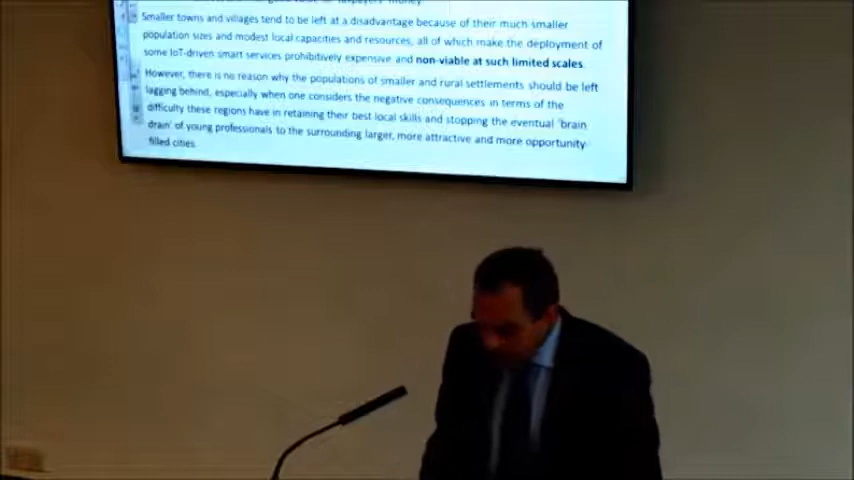 taxpayers' money
Smaller towns and villages tend to be left at a disadvantage because of their much smaller
population sizes and modest local capacities and resources, all of which make the deployment of
some IoT-driven smart services prohibitively expensive and non-viable at such limited scales.
However, there is no reason why the populations of smaller and rural settlements should be left
lagging behind, especially when one considers the negative consequences in terms of the
difficulty these regions have in retaining their best local skills and stopping the eventual 'brain
drain' of young professionals to the surrounding larger, more attractive and more opportunity
filled cities.